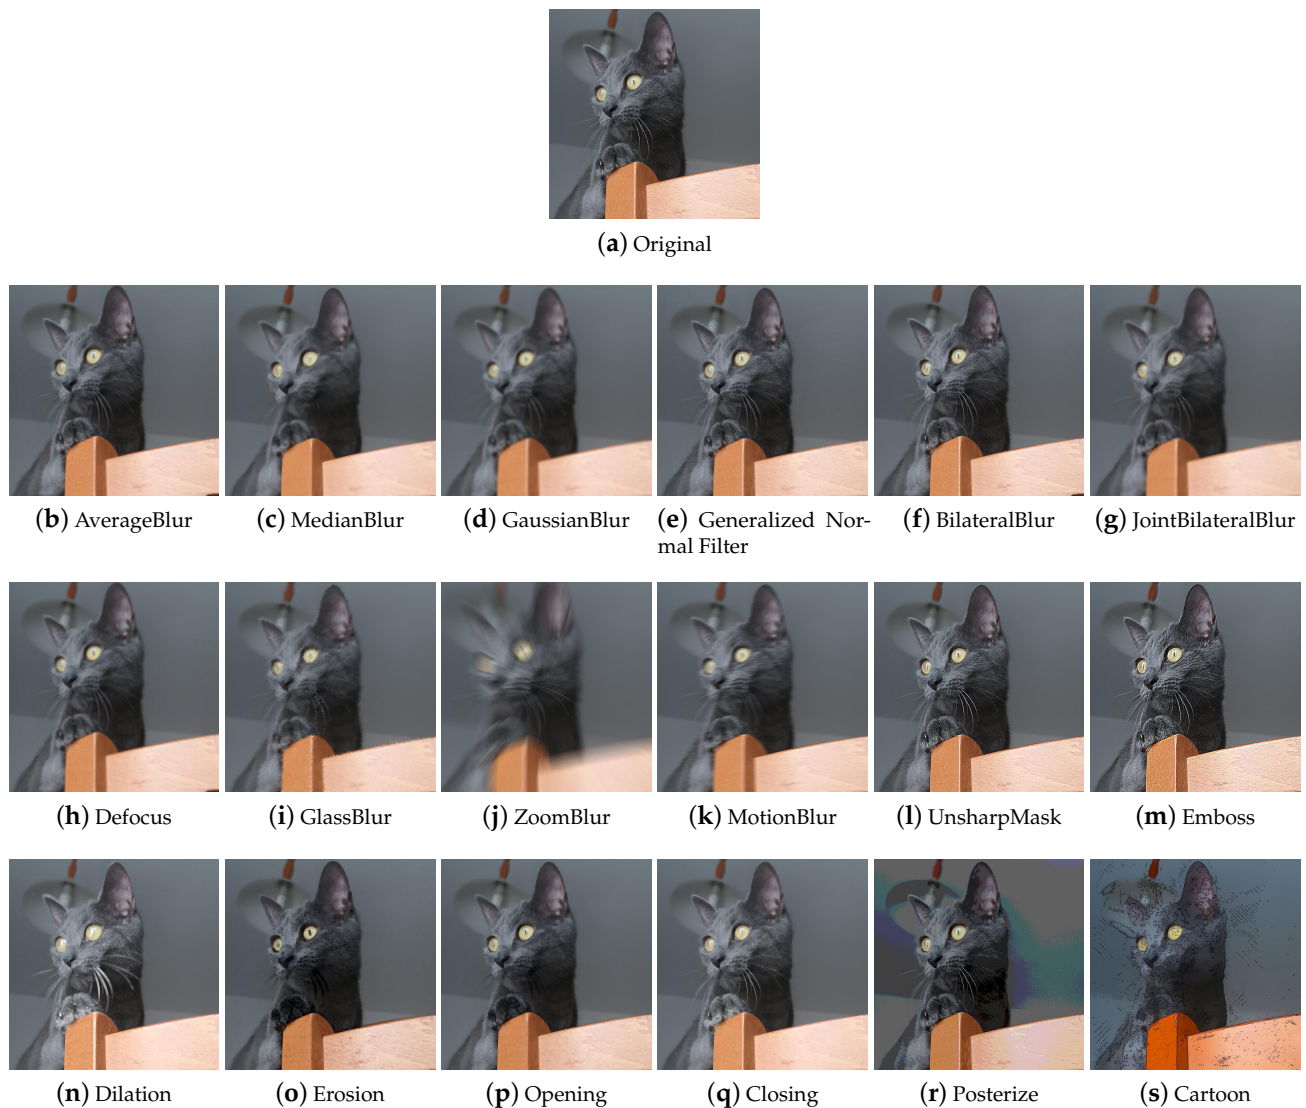 (a) Original
(b) AverageBlur
(c) MedianBlur
(d) GaussianBlur
(e) Generalized Nor-
mal Filter
(f) BilateralBlur
(g) JointBilateralBlur
(h) Defocus
(i) GlassBlur
(j) ZoomBlur
(k) MotionBlur
(l) UnsharpMask
(m) Emboss
(n) Dilation
(o) Erosion
(p) Opening
(q) Closing
(r) Posterize
(s) Cartoon